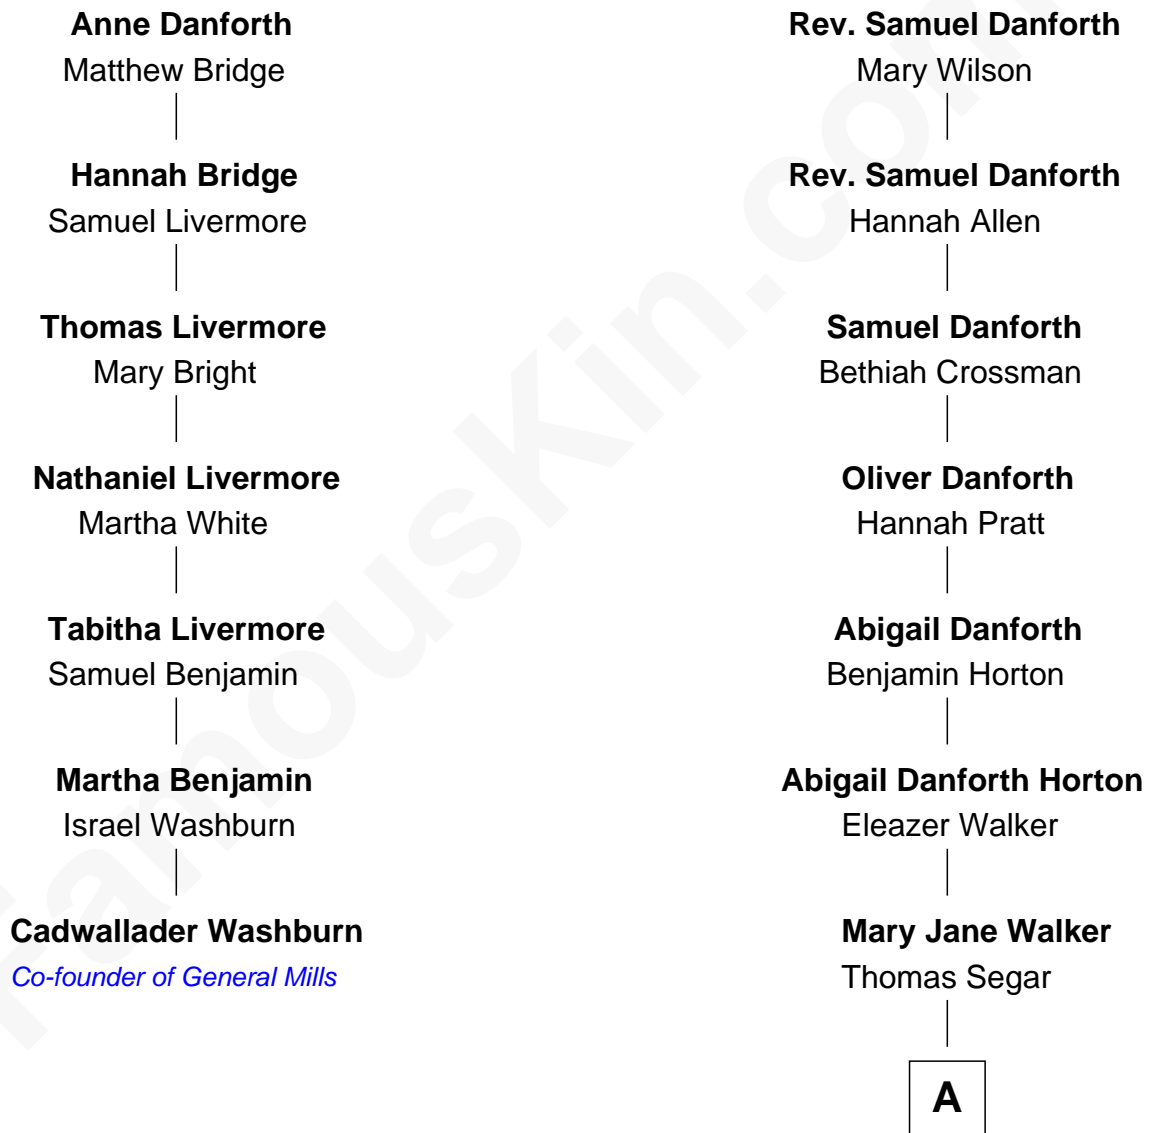 Anne Danforth
Matthew Bridge
Hannah Bridge
Samuel Livermore
Thomas Livermore
Mary Bright
Nathaniel Livermore
Martha White
Tabitha Livermore
Samuel Benjamin
Martha Benjamin
Israel Washburn
Cadwallader Washburn
Co-founder of General Mills
Rev. Samuel Danforth
Mary Wilson
Rev. Samuel Danforth
Hannah Allen
Samuel Danforth
Bethiah Crossman
Oliver Danforth
Hannah Pratt
Abigail Danforth
Benjamin Horton
Abigail Danforth Horton
Eleazer Walker
Mary Jane Walker
Thomas Segar
A
FamousKin.com